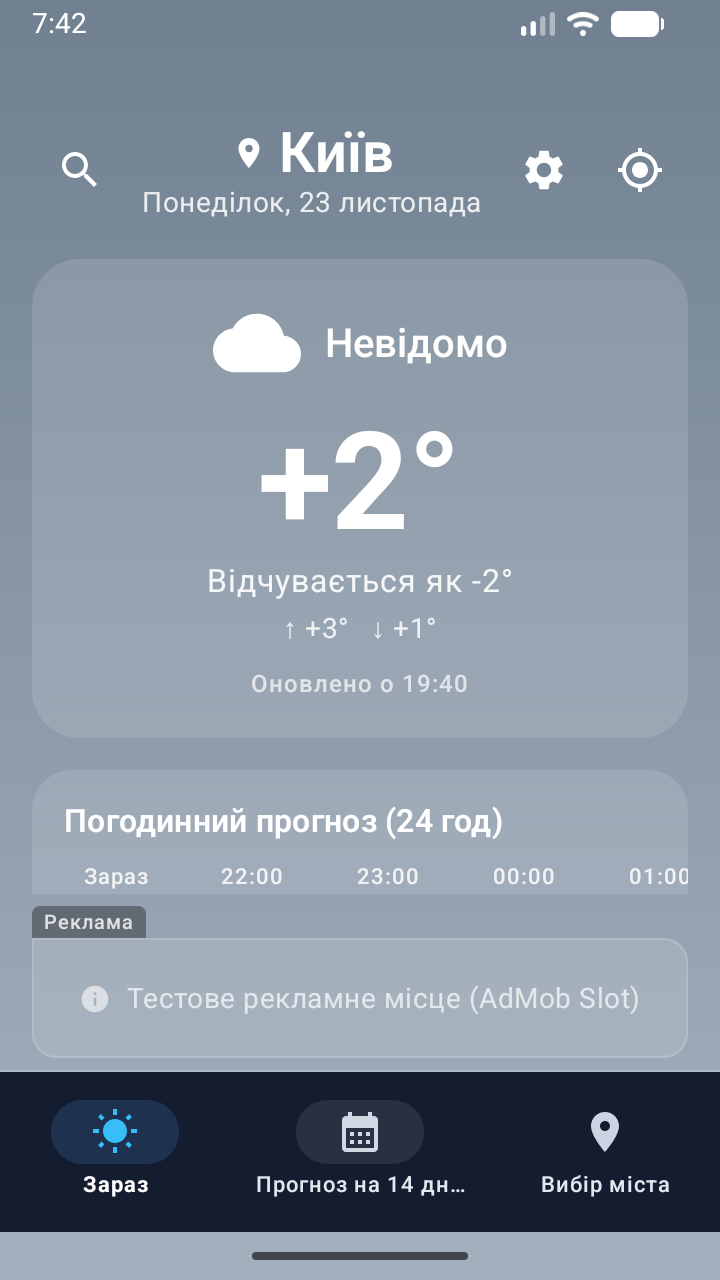 7:42
Київ
Понеділок, 23 листопада
Невідомо
+2°
Відчувається як -2°
↑ +3° ↓ +1°
Оновлено о 19:40
Погодинний прогноз (24 год)
Зараз 22:00 23:00 00:00 01:00
Реклама
Тестове рекламне місце (AdMob Slot)
Зараз Прогноз на 14 дн... Вибір міста